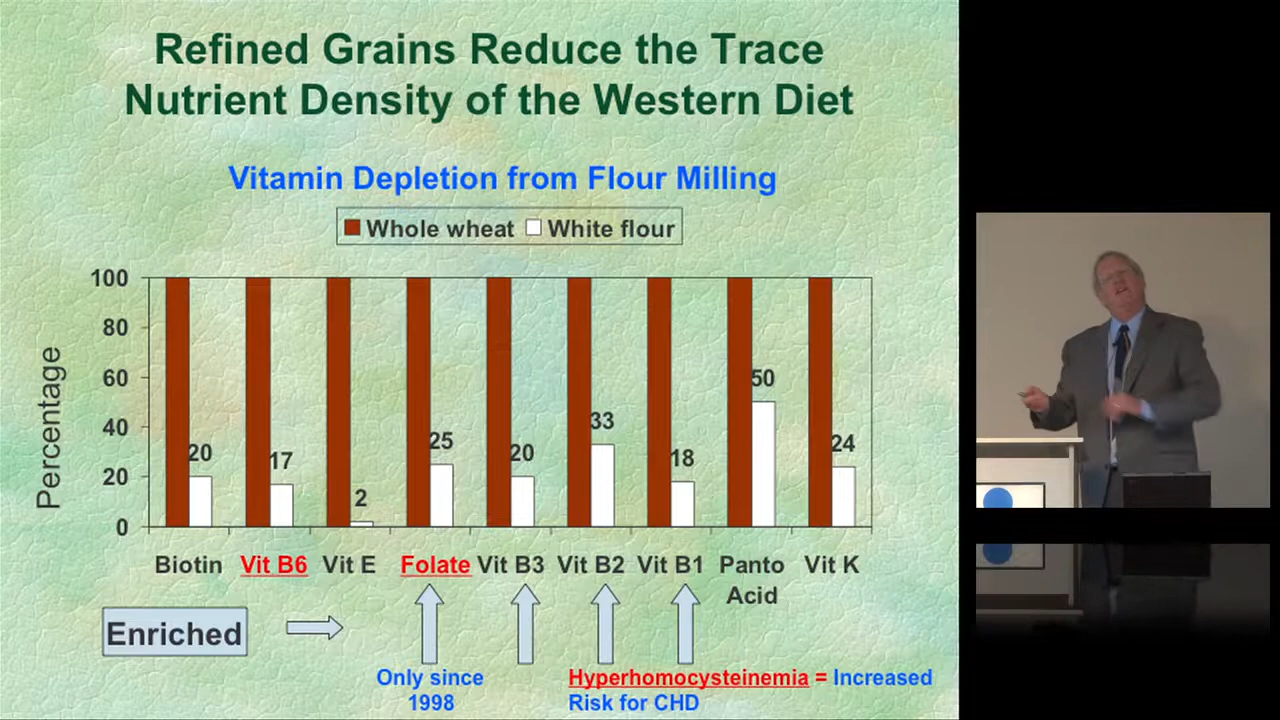 Refined Grains Reduce the Trace
Nutrient Density of the Western Diet
Vitamin Depletion from Flour Milling
Whole wheat White flour
Percentage
100
80
60
40
20
0
20 17 2 25 20 33 18 50 24
Biotin Vit B6 Vit E Folate Vit B3 Vit B2 Vit B1 Panto Acid Vit K
Enriched
Only since
1998
Hyperhomocysteinemia = Increased
Risk for CHD